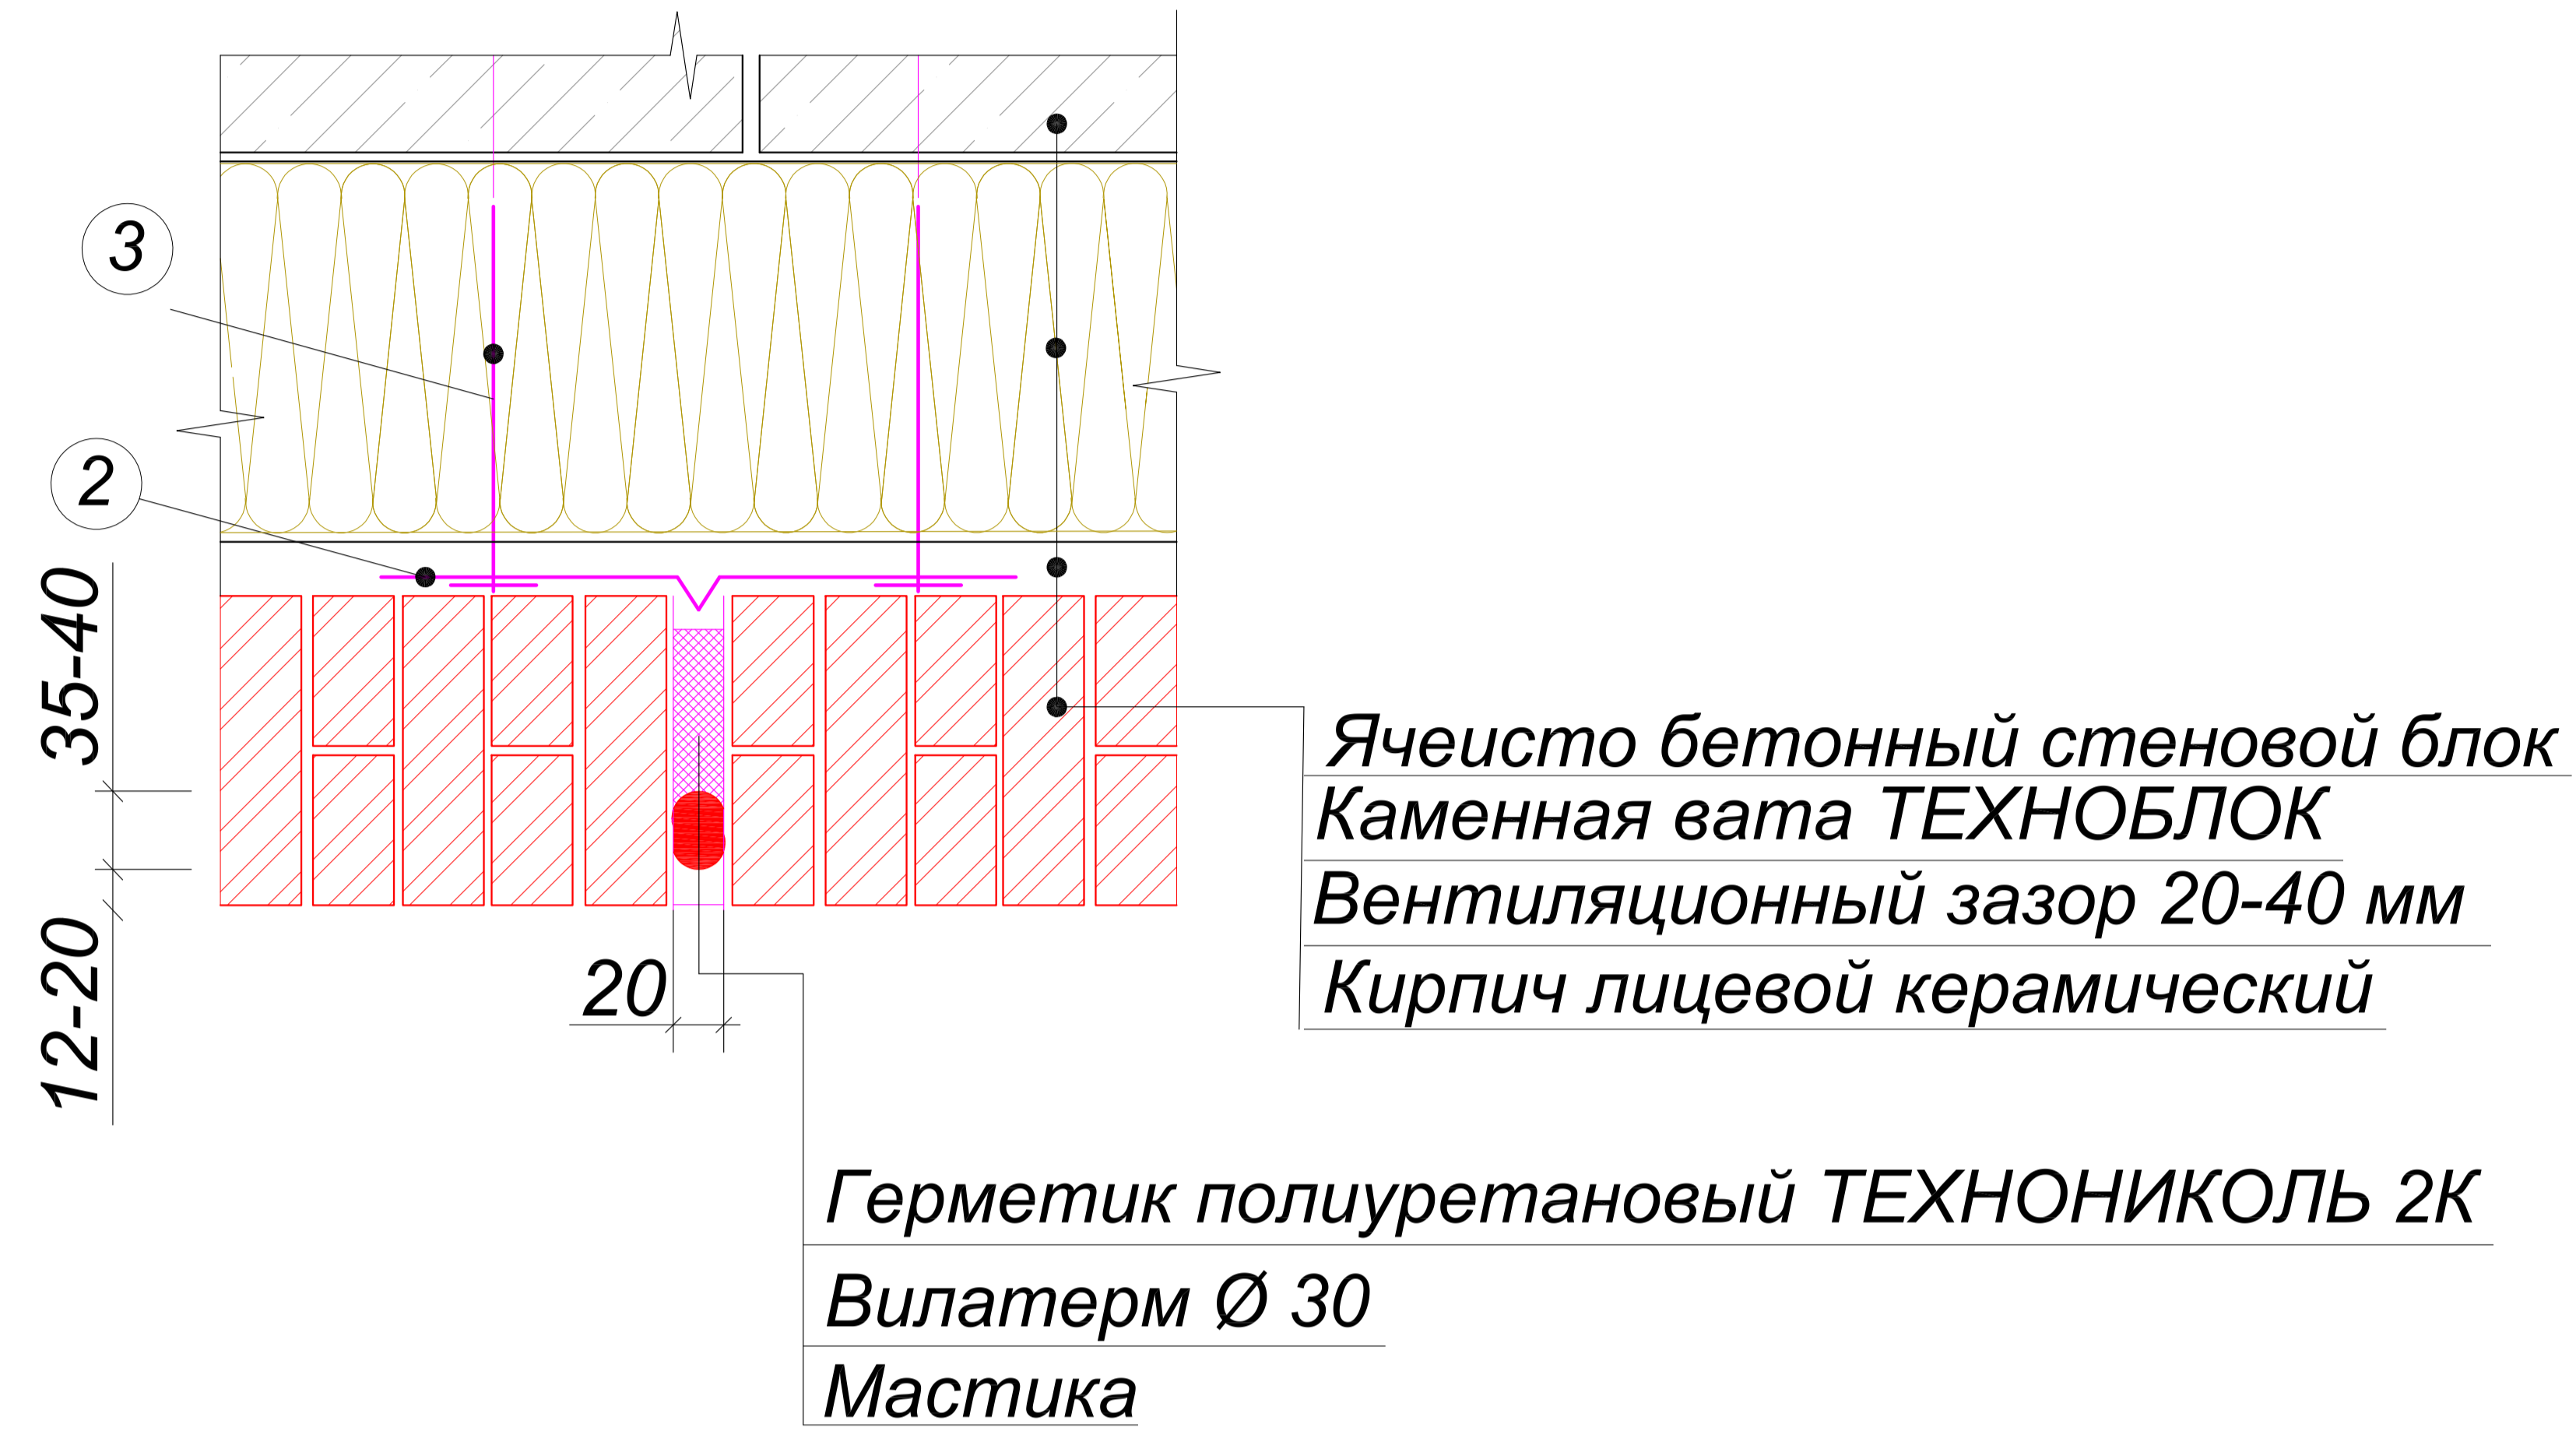 3
2
35-40
12-20
20
Ячеисто бетонный стеновой блок
Каменная вата ТЕХНОБЛОК
Вентиляционный зазор 20-40 мм
Кирпич лицевой керамический
Герметик полиуретановый ТЕХНОНИКОЛЬ 2К
Вилатерм Ø 30
Мастика